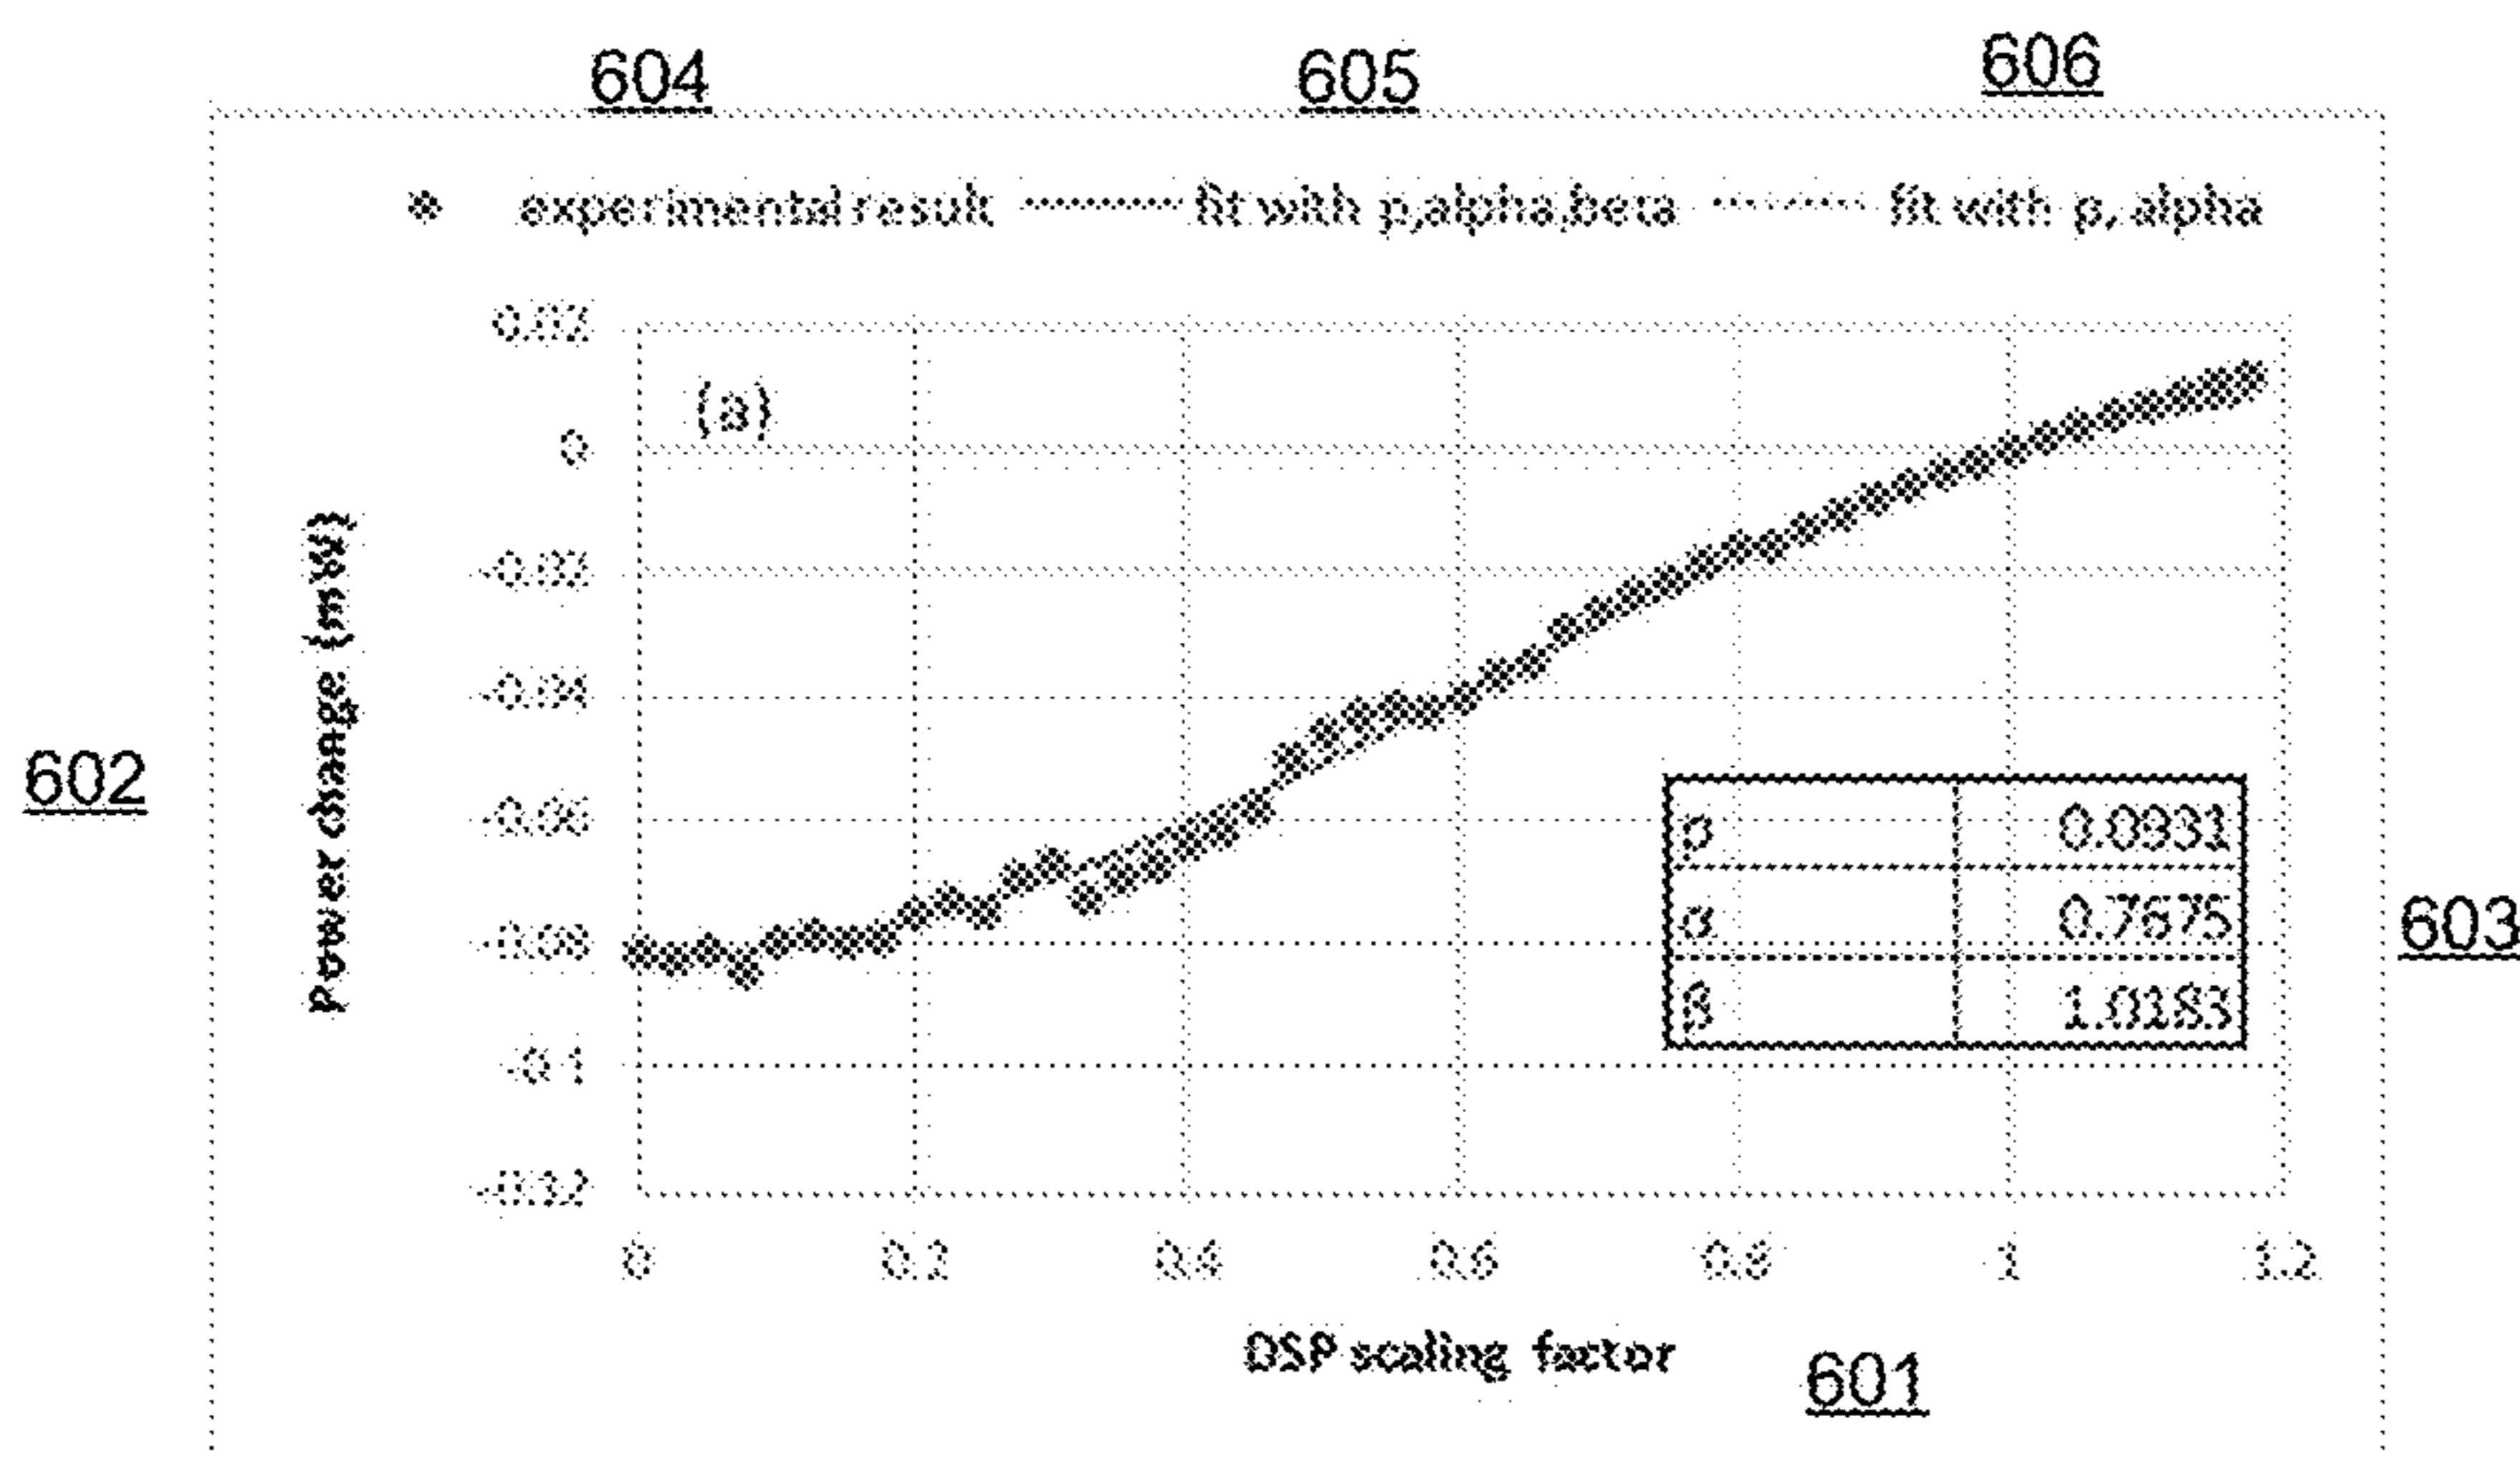 604 605 606
experimental result fit with p,alpha,beta fit with p, alpha
0.02
0
(a)
-0.02
-0.04
-0.06
-0.08
-0.1
-0.12
power change (mW)
602
p 0.0931
α 0.7675
β 1.0183
603
0 0.2 0.4 0.6 0.8 1 1.2
DSP scaling factor
601